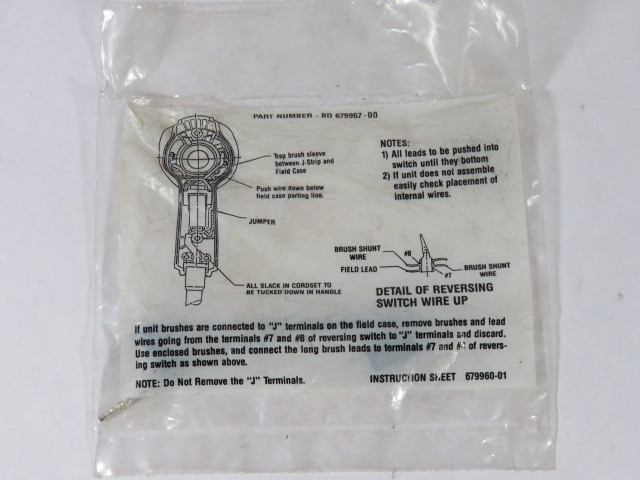 PART NUMBER - BD 679967-00
Trap brush sleeve
between J-Strip and
Field Case
Push wire down below
field case parting line.
JUMPER
ALL SLACK IN CORDSET TO
BE TUCKED DOWN IN HANDLE
NOTES:
1) All leads to be pushed into
switch until they bottom
2) If unit does not assemble
easily check placement of
internal wires.
BRUSH SHUNT
WIRE
FIELD LEAD
#8
#7
BRUSH SHUNT
WIRE
DETAIL OF REVERSING
SWITCH WIRE UP
If unit brushes are connected to "J" terminals on the field case, remove brushes and lead
wires going from the terminals #7 and #8 of reversing switch to "J" terminals and discard.
Use enclosed brushes, and connect the long brush leads to terminals #7 and of revers-
ing switch as shown above.
NOTE: Do Not Remove the "J" Terminals.
INSTRUCTION SHEET 679960-01